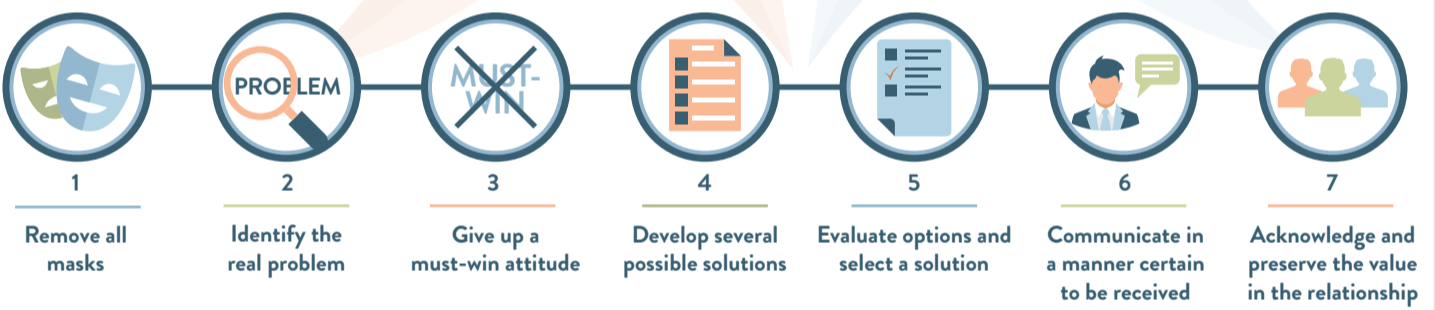 PROBLEM
MUST-
WIN
1
Remove all
masks
2
Identify the
real problem
3
Give up a
must-win attitude
4
Develop several
possible solutions
5
Evaluate options and
select a solution
6
Communicate in
a manner certain
to be received
7
Acknowledge and
preserve the value
in the relationship